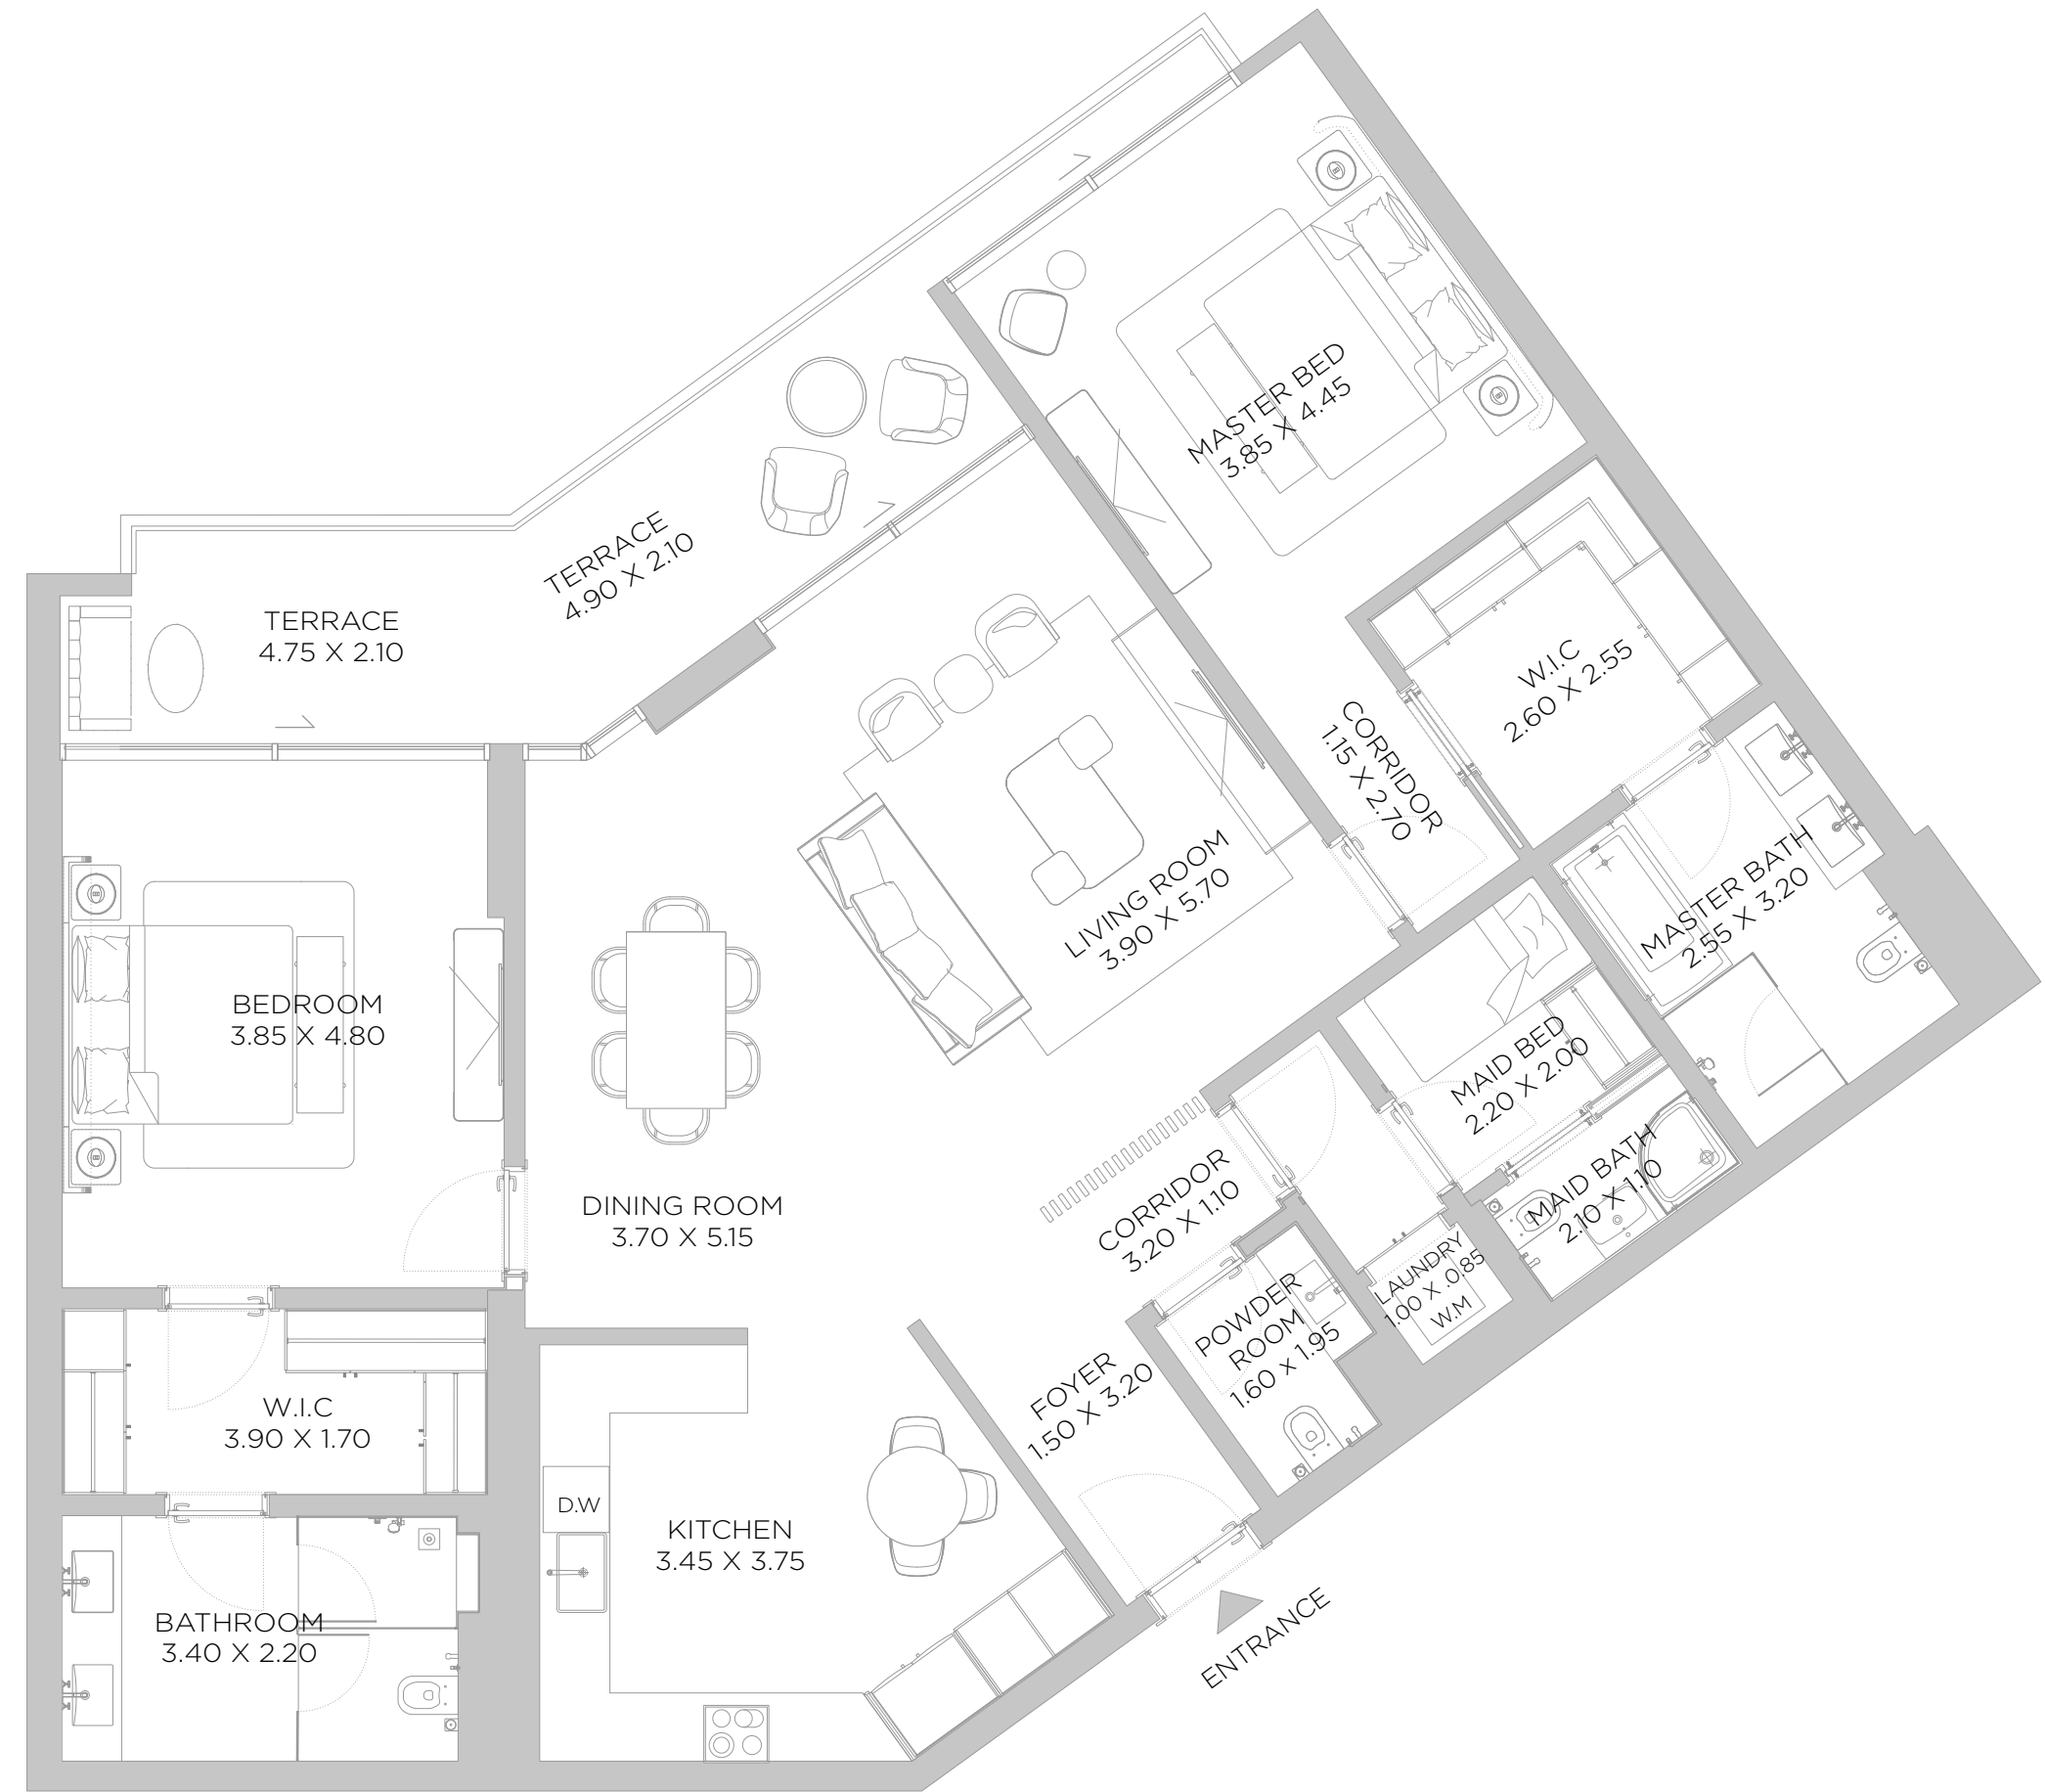 MASTER BED
3.85 X 4.45
TERRACE
4.90 X 2.10
TERRACE
4.75 X 2.10
W.I.C
2.60 X 2.55
CORRIDOR
1.15 X 2.70
LIVING ROOM
3.90 X 5.70
MASTER BATH
2.55 X 3.20
BEDROOM
3.85 X 4.80
MAID BED
2.20 X 2.00
MAID BATH
2.10 X 1.10
DINING ROOM
3.70 X 5.15
CORRIDOR
3.20 X 1.10
LAUNDRY
1.00 X .0.85
W.M
POWDER
ROOM
1.60 x 1.95
FOYER
1.50 X 3.20
W.I.C
3.90 X 1.70
D.W
KITCHEN
3.45 X 3.75
BATHROOM
3.40 X 2.20
ENTRANCE